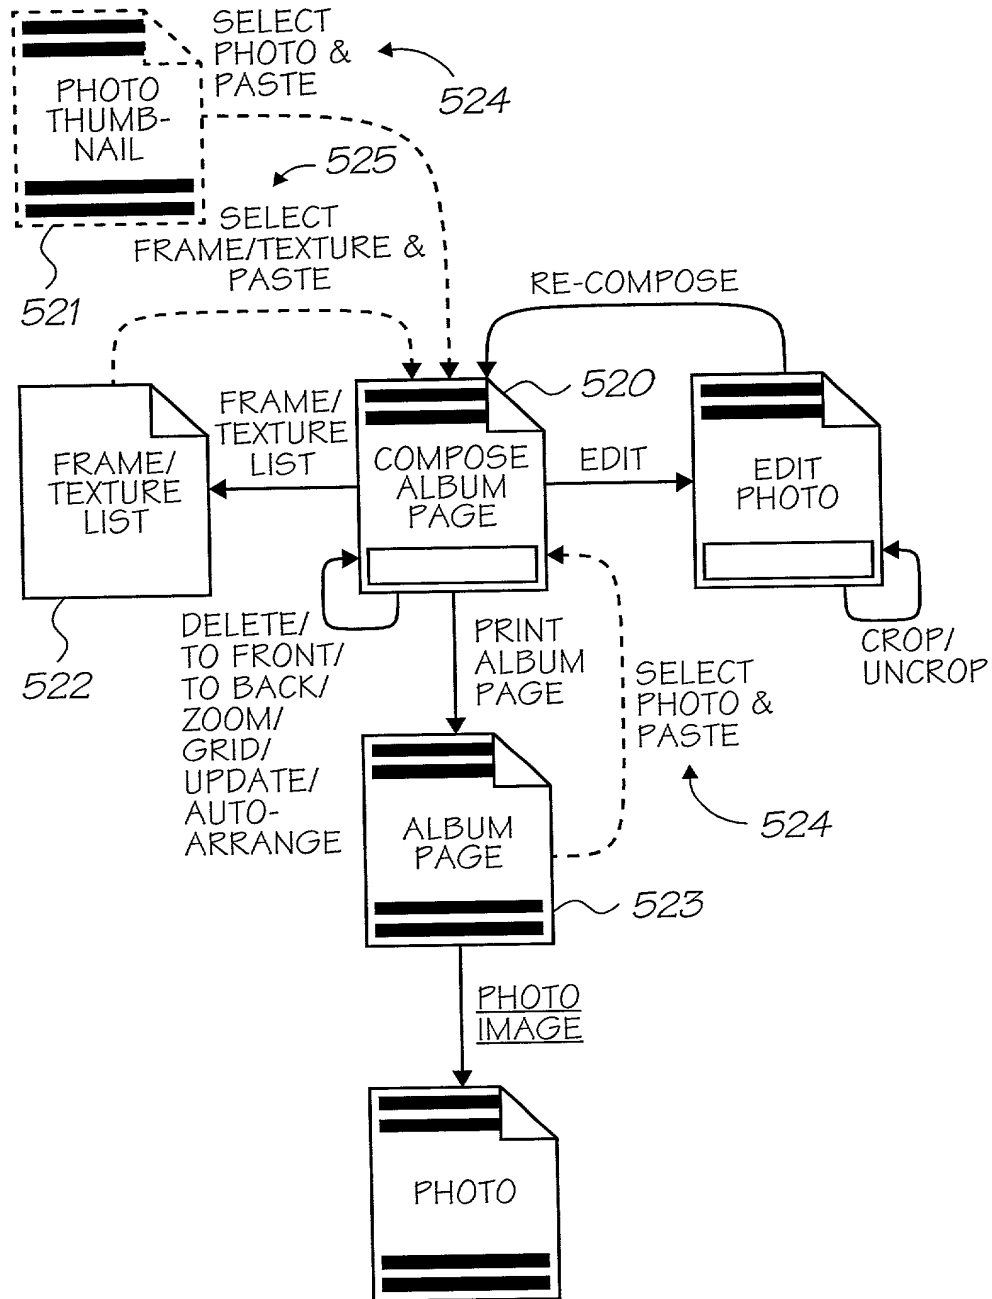 SELECT
PHOTO &
PASTE
524
PHOTO
THUMB-
NAIL
521
525
SELECT
FRAME/TEXTURE &
PASTE
RE-COMPOSE
520
FRAME/
TEXTURE
LIST
FRAME/
TEXTURE
LIST
522
COMPOSE
ALBUM
PAGE
EDIT
EDIT
PHOTO
CROP/
UNCROP
DELETE/
TO FRONT/
TO BACK/
ZOOM/
GRID/
UPDATE/
AUTO-
ARRANGE
PRINT
ALBUM
PAGE
SELECT
PHOTO &
PASTE
524
ALBUM
PAGE
523
PHOTO
IMAGE
PHOTO